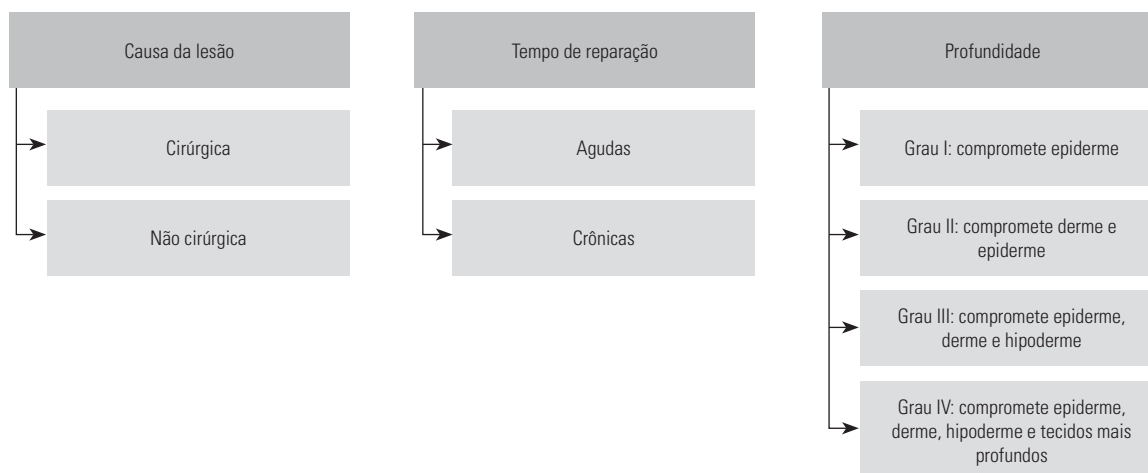 Causa da lesão
Cirúrgica
Não cirúrgica
Tempo de reparação
Agudas
Crônicas
Profundidade
Grau I: compromete epiderme
Grau II: compromete derme e
epiderme
Grau III: compromete epiderme,
derme e hipoderme
Grau IV: compromete epiderme,
derme, hipoderme e tecidos mais
profundos